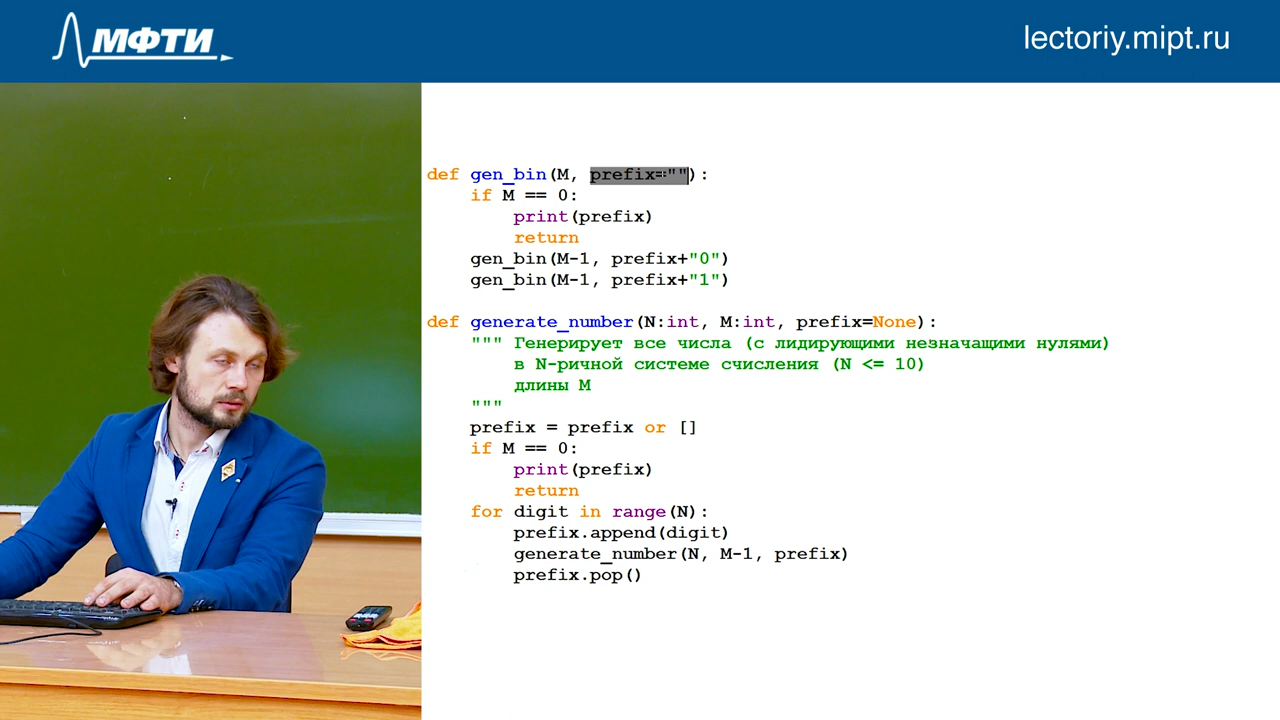 МФТИ
lectoriy.mipt.ru
def gen_bin(M, prefix=""):
    if M == 0:
        print(prefix)
        return
    gen_bin(M-1, prefix+"0")
    gen_bin(M-1, prefix+"1")
def generate_number(N:int, M:int, prefix=None):
    """ Генерирует все числа (с лидирующими незначащими нулями)
        в N-ричной системе счисления (N <= 10)
        длины M
    """
    prefix = prefix or []
    if M == 0:
        print(prefix)
        return
    for digit in range(N):
        prefix.append(digit)
        generate_number(N, M-1, prefix)
        prefix.pop()